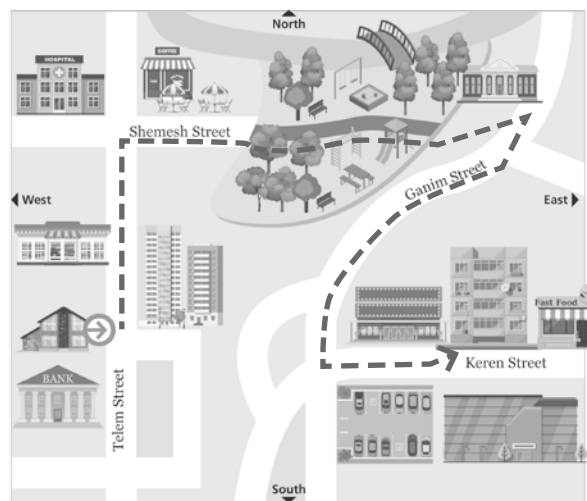 North
COFFEE
HOSPITAL
Shemesh Street
Ganim Street
West
East
Fast Food
Keren Street
BANK
Telem Street
South